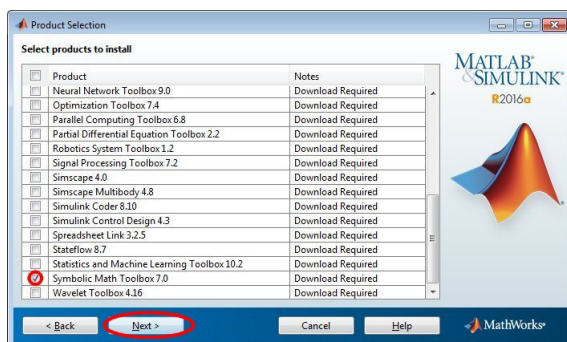 Product Selection
Select products to install
Product Notes
Neural Network Toolbox 9.0 Download Required
Optimization Toolbox 7.4 Download Required
Parallel Computing Toolbox 6.8 Download Required
Partial Differential Equation Toolbox 2.2 Download Required
Robotics System Toolbox 1.2 Download Required
Signal Processing Toolbox 7.2 Download Required
Simscape 4.0 Download Required
Simscape Multibody 4.8 Download Required
Simulink Coder 8.10 Download Required
Simulink Control Design 4.3 Download Required
Spreadsheet Link 3.2.5 Download Required
Stateflow 8.7 Download Required
Statistics and Machine Learning Toolbox 10.2 Download Required
Symbolic Math Toolbox 7.0 Download Required
Wavelet Toolbox 4.16 Download Required
MATLAB®
&SIMULINK®
R2016a
< Back Next > Cancel Help
MathWorks®